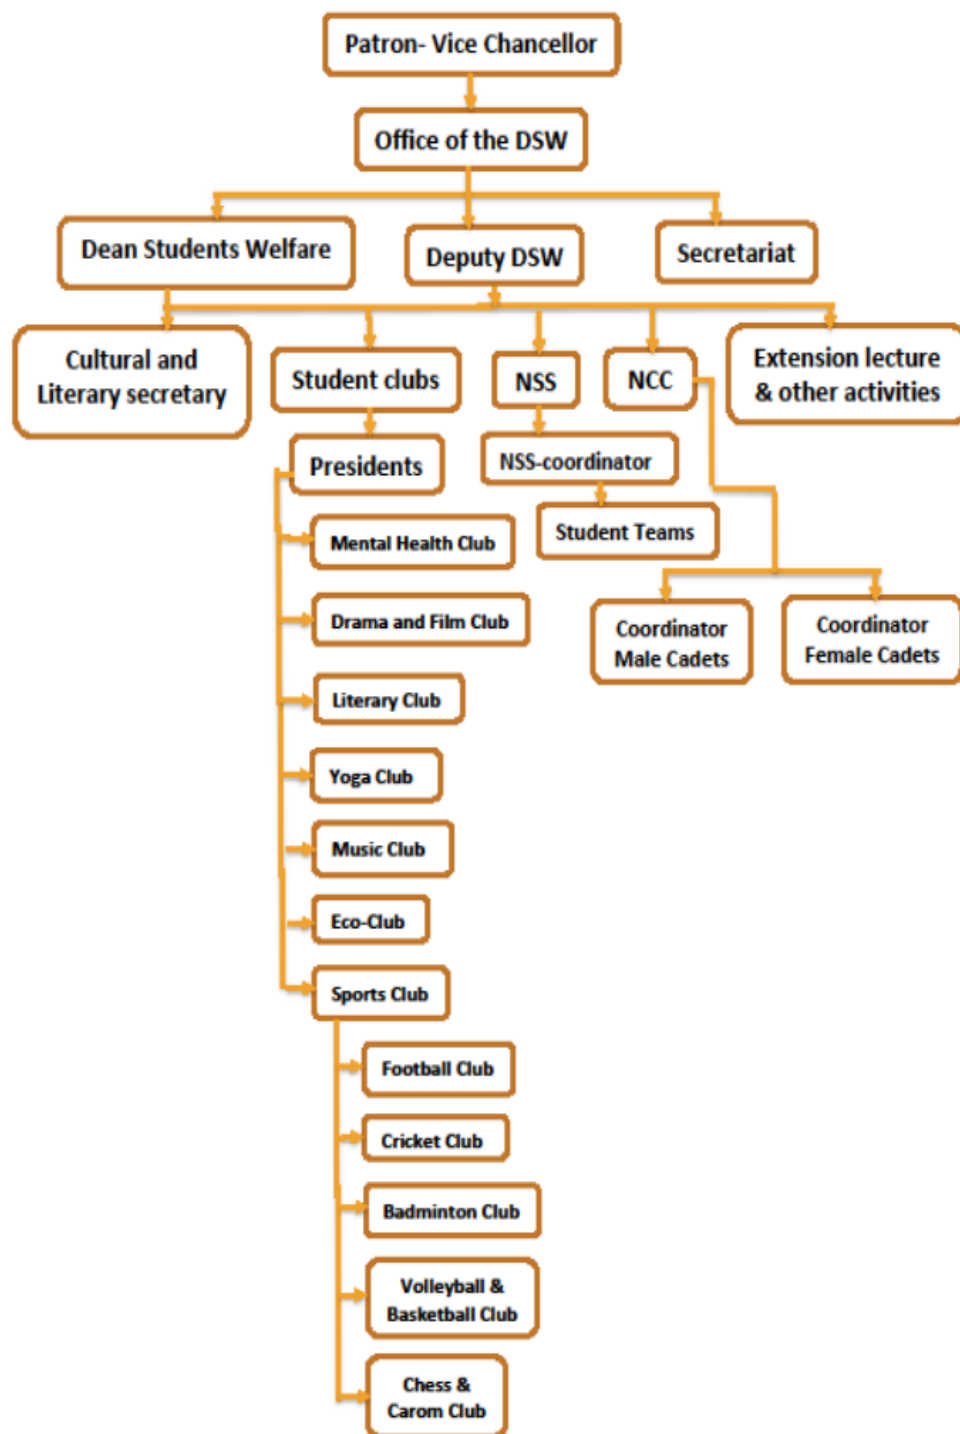 Patron- Vice Chancellor
Office of the DSW
Dean Students Welfare
Deputy DSW
Secretariat
Cultural and
Literary secretary
Student clubs
NSS
NCC
Extension lecture
& other activities
Presidents
NSS-coordinator
Student Teams
Coordinator
Male Cadets
Coordinator
Female Cadets
Mental Health Club
Drama and Film Club
Literary Club
Yoga Club
Music Club
Eco-Club
Sports Club
Football Club
Cricket Club
Badminton Club
Volleyball &
Basketball Club
Chess &
Carom Club